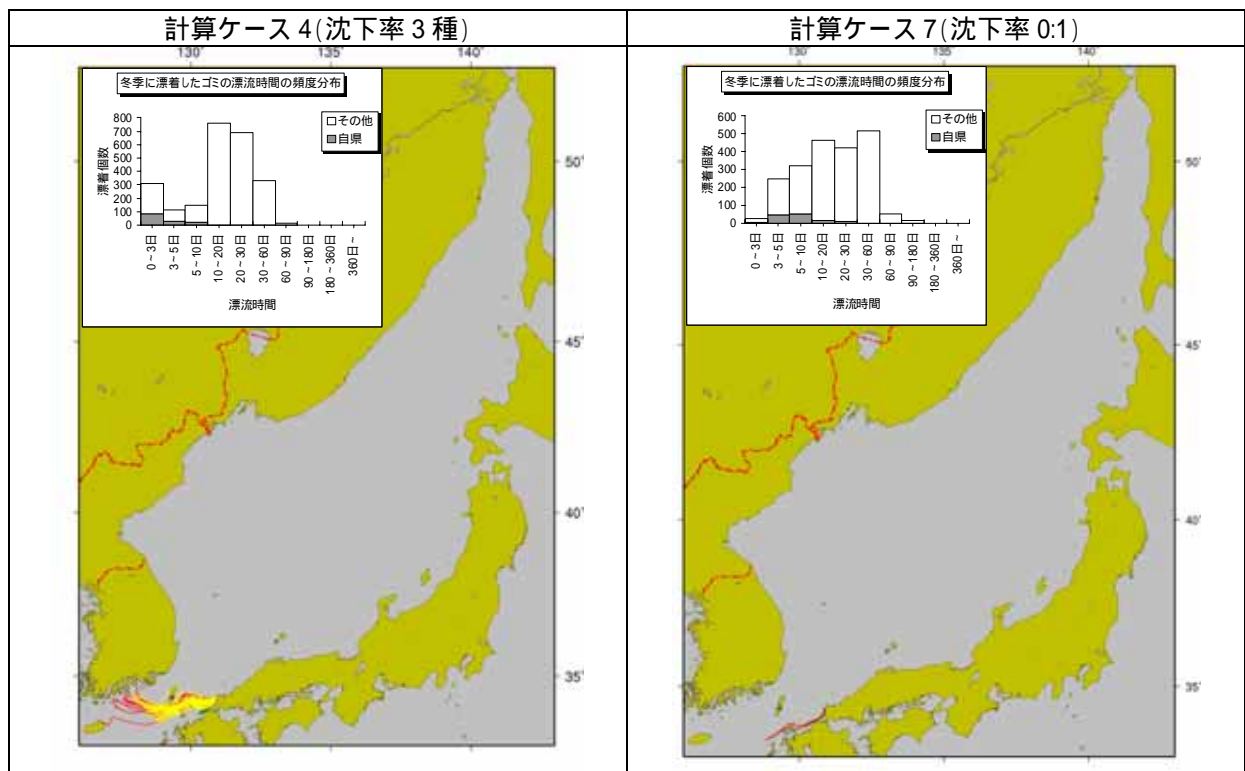 計算ケース 4(沈下率 3 種)
計算ケース 7(沈下率 0:1)
130°
140°
冬季に漂着したゴミの漂流時間の頻度分布
□その他
■自県
漂着個数
800
700
600
500
400
300
200
100
0
0～3日
3～5日
5～10日
10～20日
20～30日
30～60日
60～90日
90～180日
180～360日
360日～
漂流時間
50°
45°
40°
35°
130°
135°
140°
冬季に漂着したゴミの漂流時間の頻度分布
□その他
■自県
漂着個数
600
500
400
300
200
100
0
0～3日
3～5日
5～10日
10～20日
20～30日
30～60日
60～90日
90～180日
180～360日
360日～
漂流時間
50°
45°
40°
35°